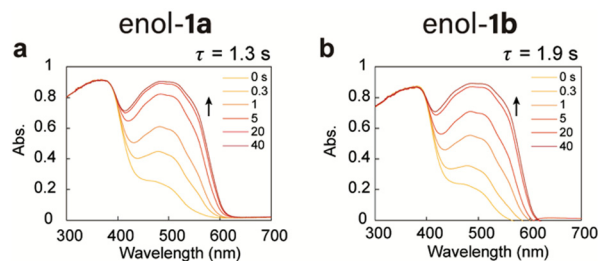 enol-1a
a
τ = 1.3 s
Abs.
1
0.8
0.6
0.4
0.2
0
300 400 500 600 700
Wavelength (nm)
0 s
0.3
1
5
20
40
enol-1b
b
τ = 1.9 s
Abs.
1
0.8
0.6
0.4
0.2
0
300 400 500 600 700
Wavelength (nm)
0 s
0.3
1
5
20
40